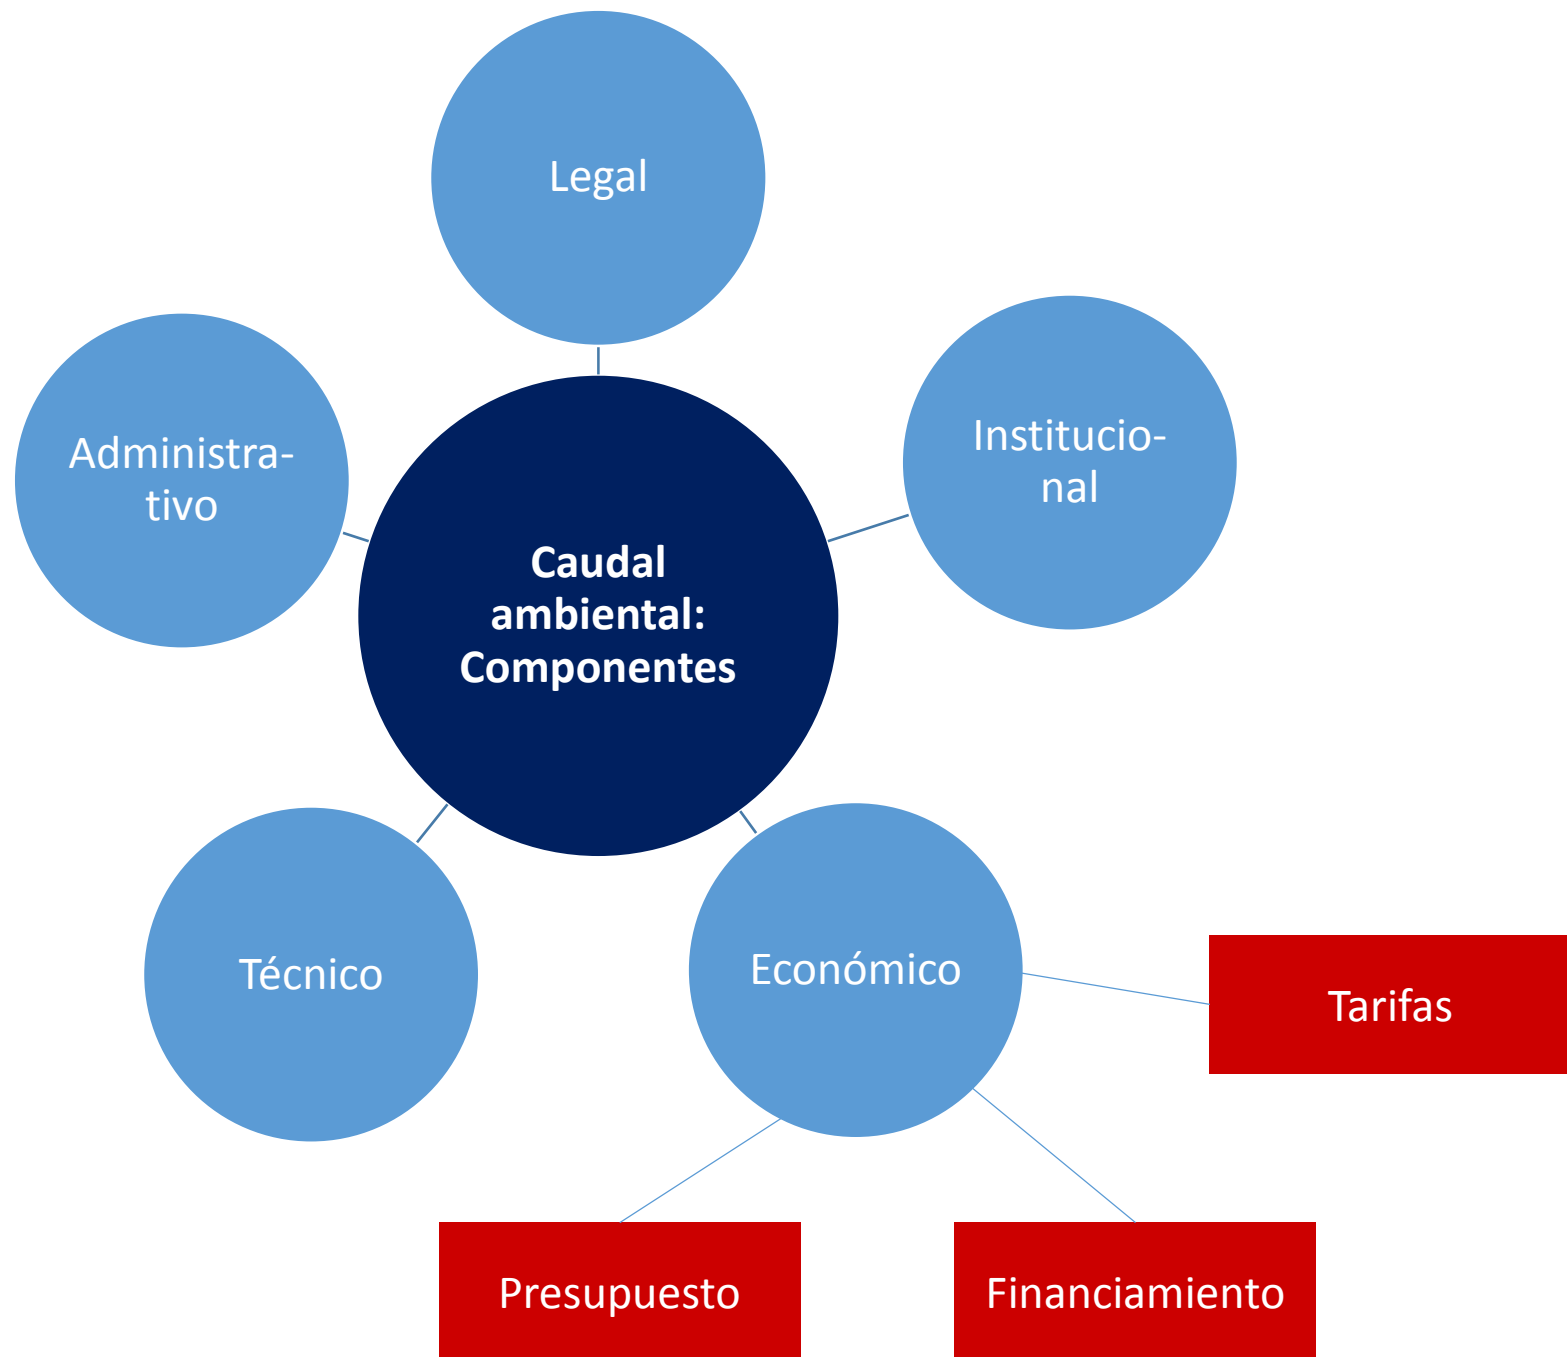 Legal
Institucio-
nal
Administra-
tivo
Caudal
ambiental:
Componentes
Técnico
Económico
Tarifas
Presupuesto
Financiamiento